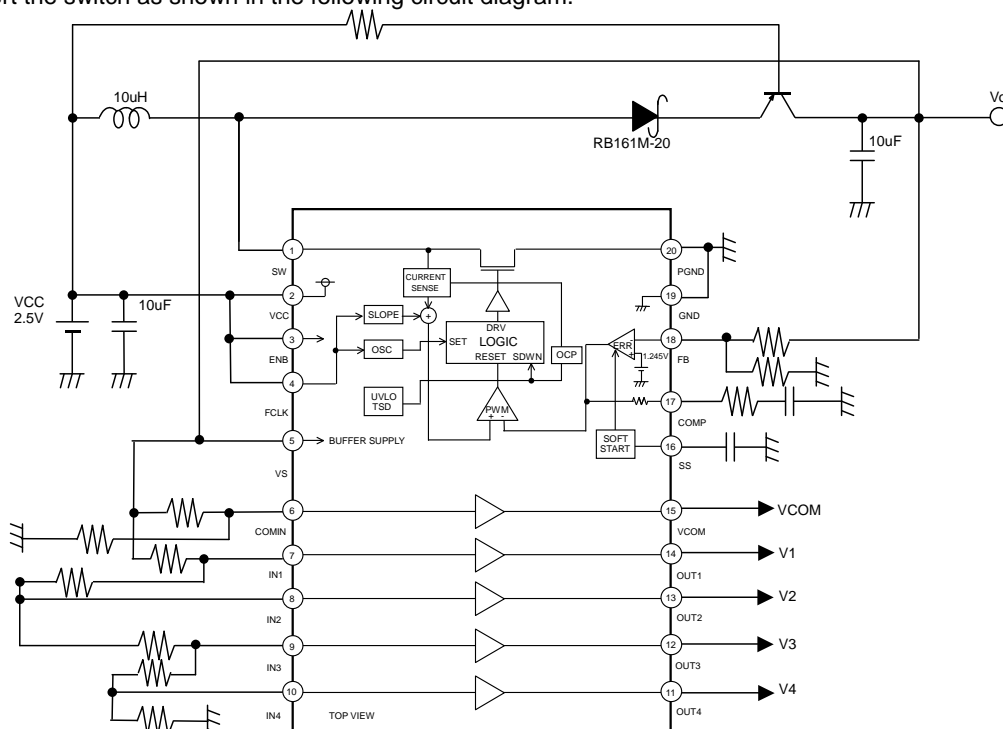 ert the switch as shown in the following circuit diagram.
10uH
RB161M-20
10uF
VCC
2.5V
10uF
1
SW
2
VCC
3
ENB
4
FCLK
5
VS
6
COMIN
7
IN1
8
IN2
9
IN3
10
IN4
CURRENT
SENSE
SLOPE
+
OSC
SET
DRV
LOGIC
RESET SDWN
OCP
UVLO
TSD
PWM
+ -
ERR
-
+
1.245V
SOFT
START
BUFFER SUPPLY
TOP VIEW
20
PGND
19
GND
18
FB
17
COMP
16
SS
15
VCOM
14
OUT1
13
OUT2
12
OUT3
11
OUT4
VCOM
V1
V2
V3
V4